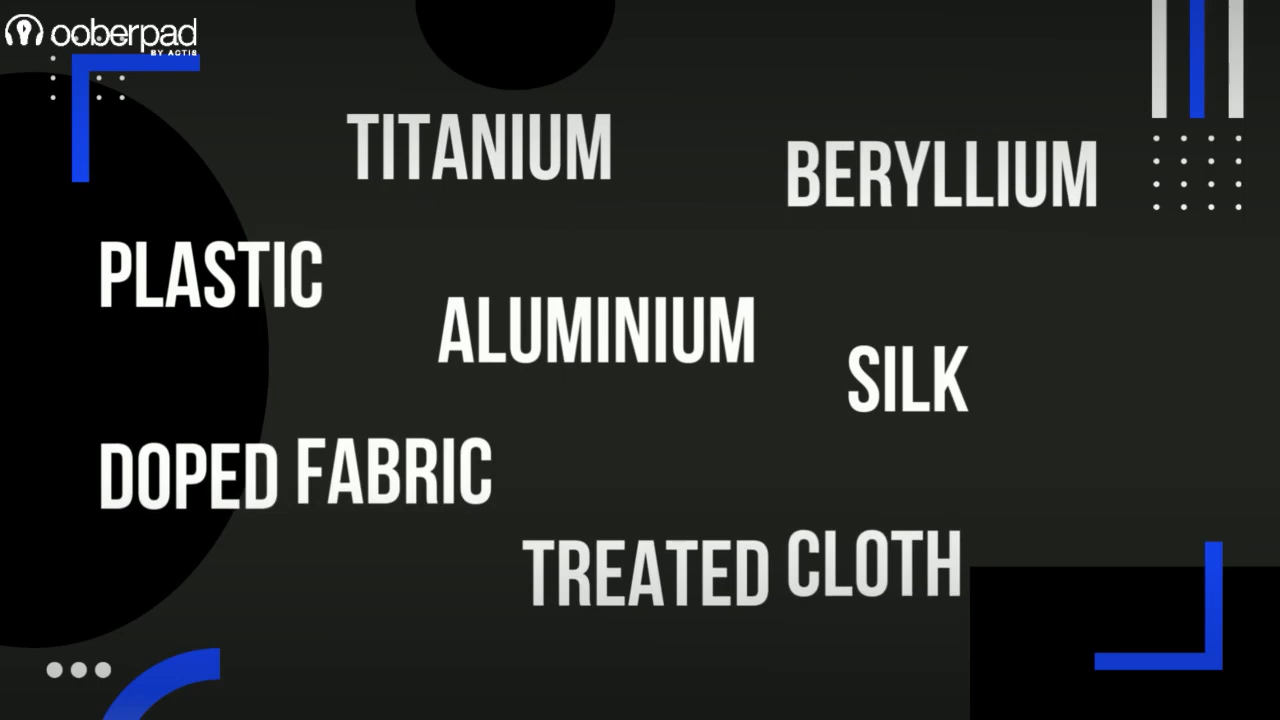 ooberpad
BY ACTIS
TITANIUM
BERYLLIUM
PLASTIC
ALUMINIUM
SILK
DOPED FABRIC
TREATED CLOTH